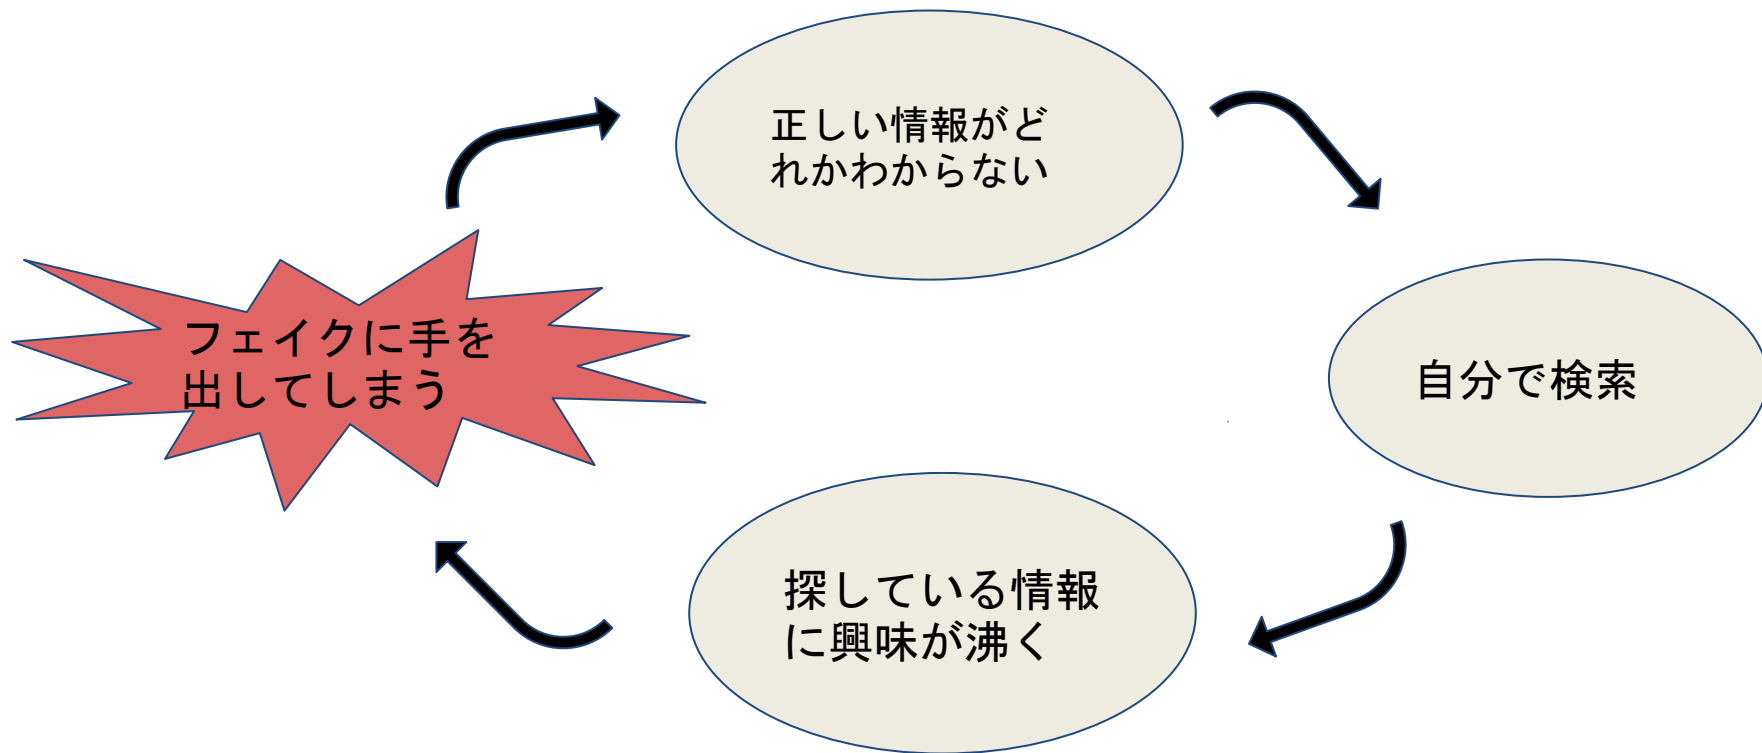 正しい情報がど
れかわからない
自分で検索
探している情報
に興味が沸く
フェイクに手を
出してしまう